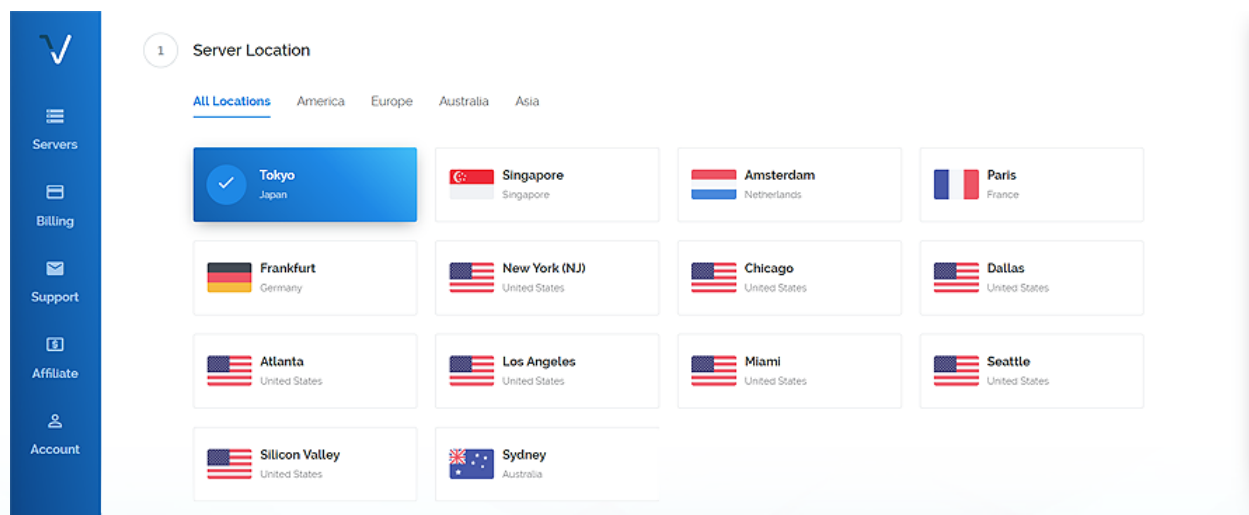 Servers
Billing
Support
Affiliate
Account
1
Server Location
All Locations America Europe Australia Asia
Tokyo
Japan
Singapore
Singapore
Amsterdam
Netherlands
Paris
France
Frankfurt
Germany
New York (NJ)
United States
Chicago
United States
Dallas
United States
Atlanta
United States
Los Angeles
United States
Miami
United States
Seattle
United States
Silicon Valley
United States
Sydney
Australia